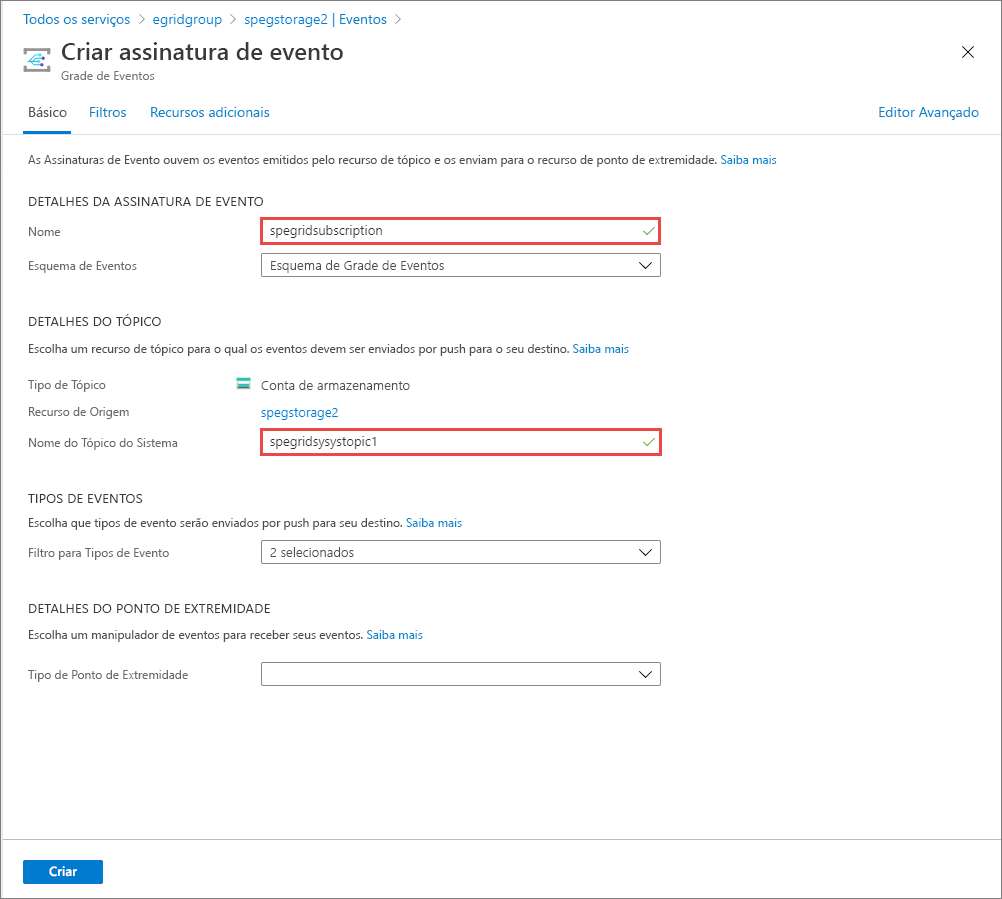 Todos os serviços > egridgroup > spegstorage2 | Eventos >
Criar assinatura de evento
Grade de Eventos
Básico Filtros Recursos adicionais Editor Avançado
As Assinaturas de Evento ouvem os eventos emitidos pelo recurso de tópico e os enviam para o recurso de ponto de extremidade. Saiba mais
DETALHES DA ASSINATURA DE EVENTO
Nome spegridsubscription
Esquema de Eventos Esquema de Grade de Eventos
DETALHES DO TÓPICO
Escolha um recurso de tópico para o qual os eventos devem ser enviados por push para o seu destino. Saiba mais
Tipo de Tópico Conta de armazenamento
Recurso de Origem spegstorage2
Nome do Tópico do Sistema spegridsysystopic1
TIPOS DE EVENTOS
Escolha que tipos de evento serão enviados por push para seu destino. Saiba mais
Filtro para Tipos de Evento 2 selecionados
DETALHES DO PONTO DE EXTREMIDADE
Escolha um manipulador de eventos para receber seus eventos. Saiba mais
Tipo de Ponto de Extremidade
Criar